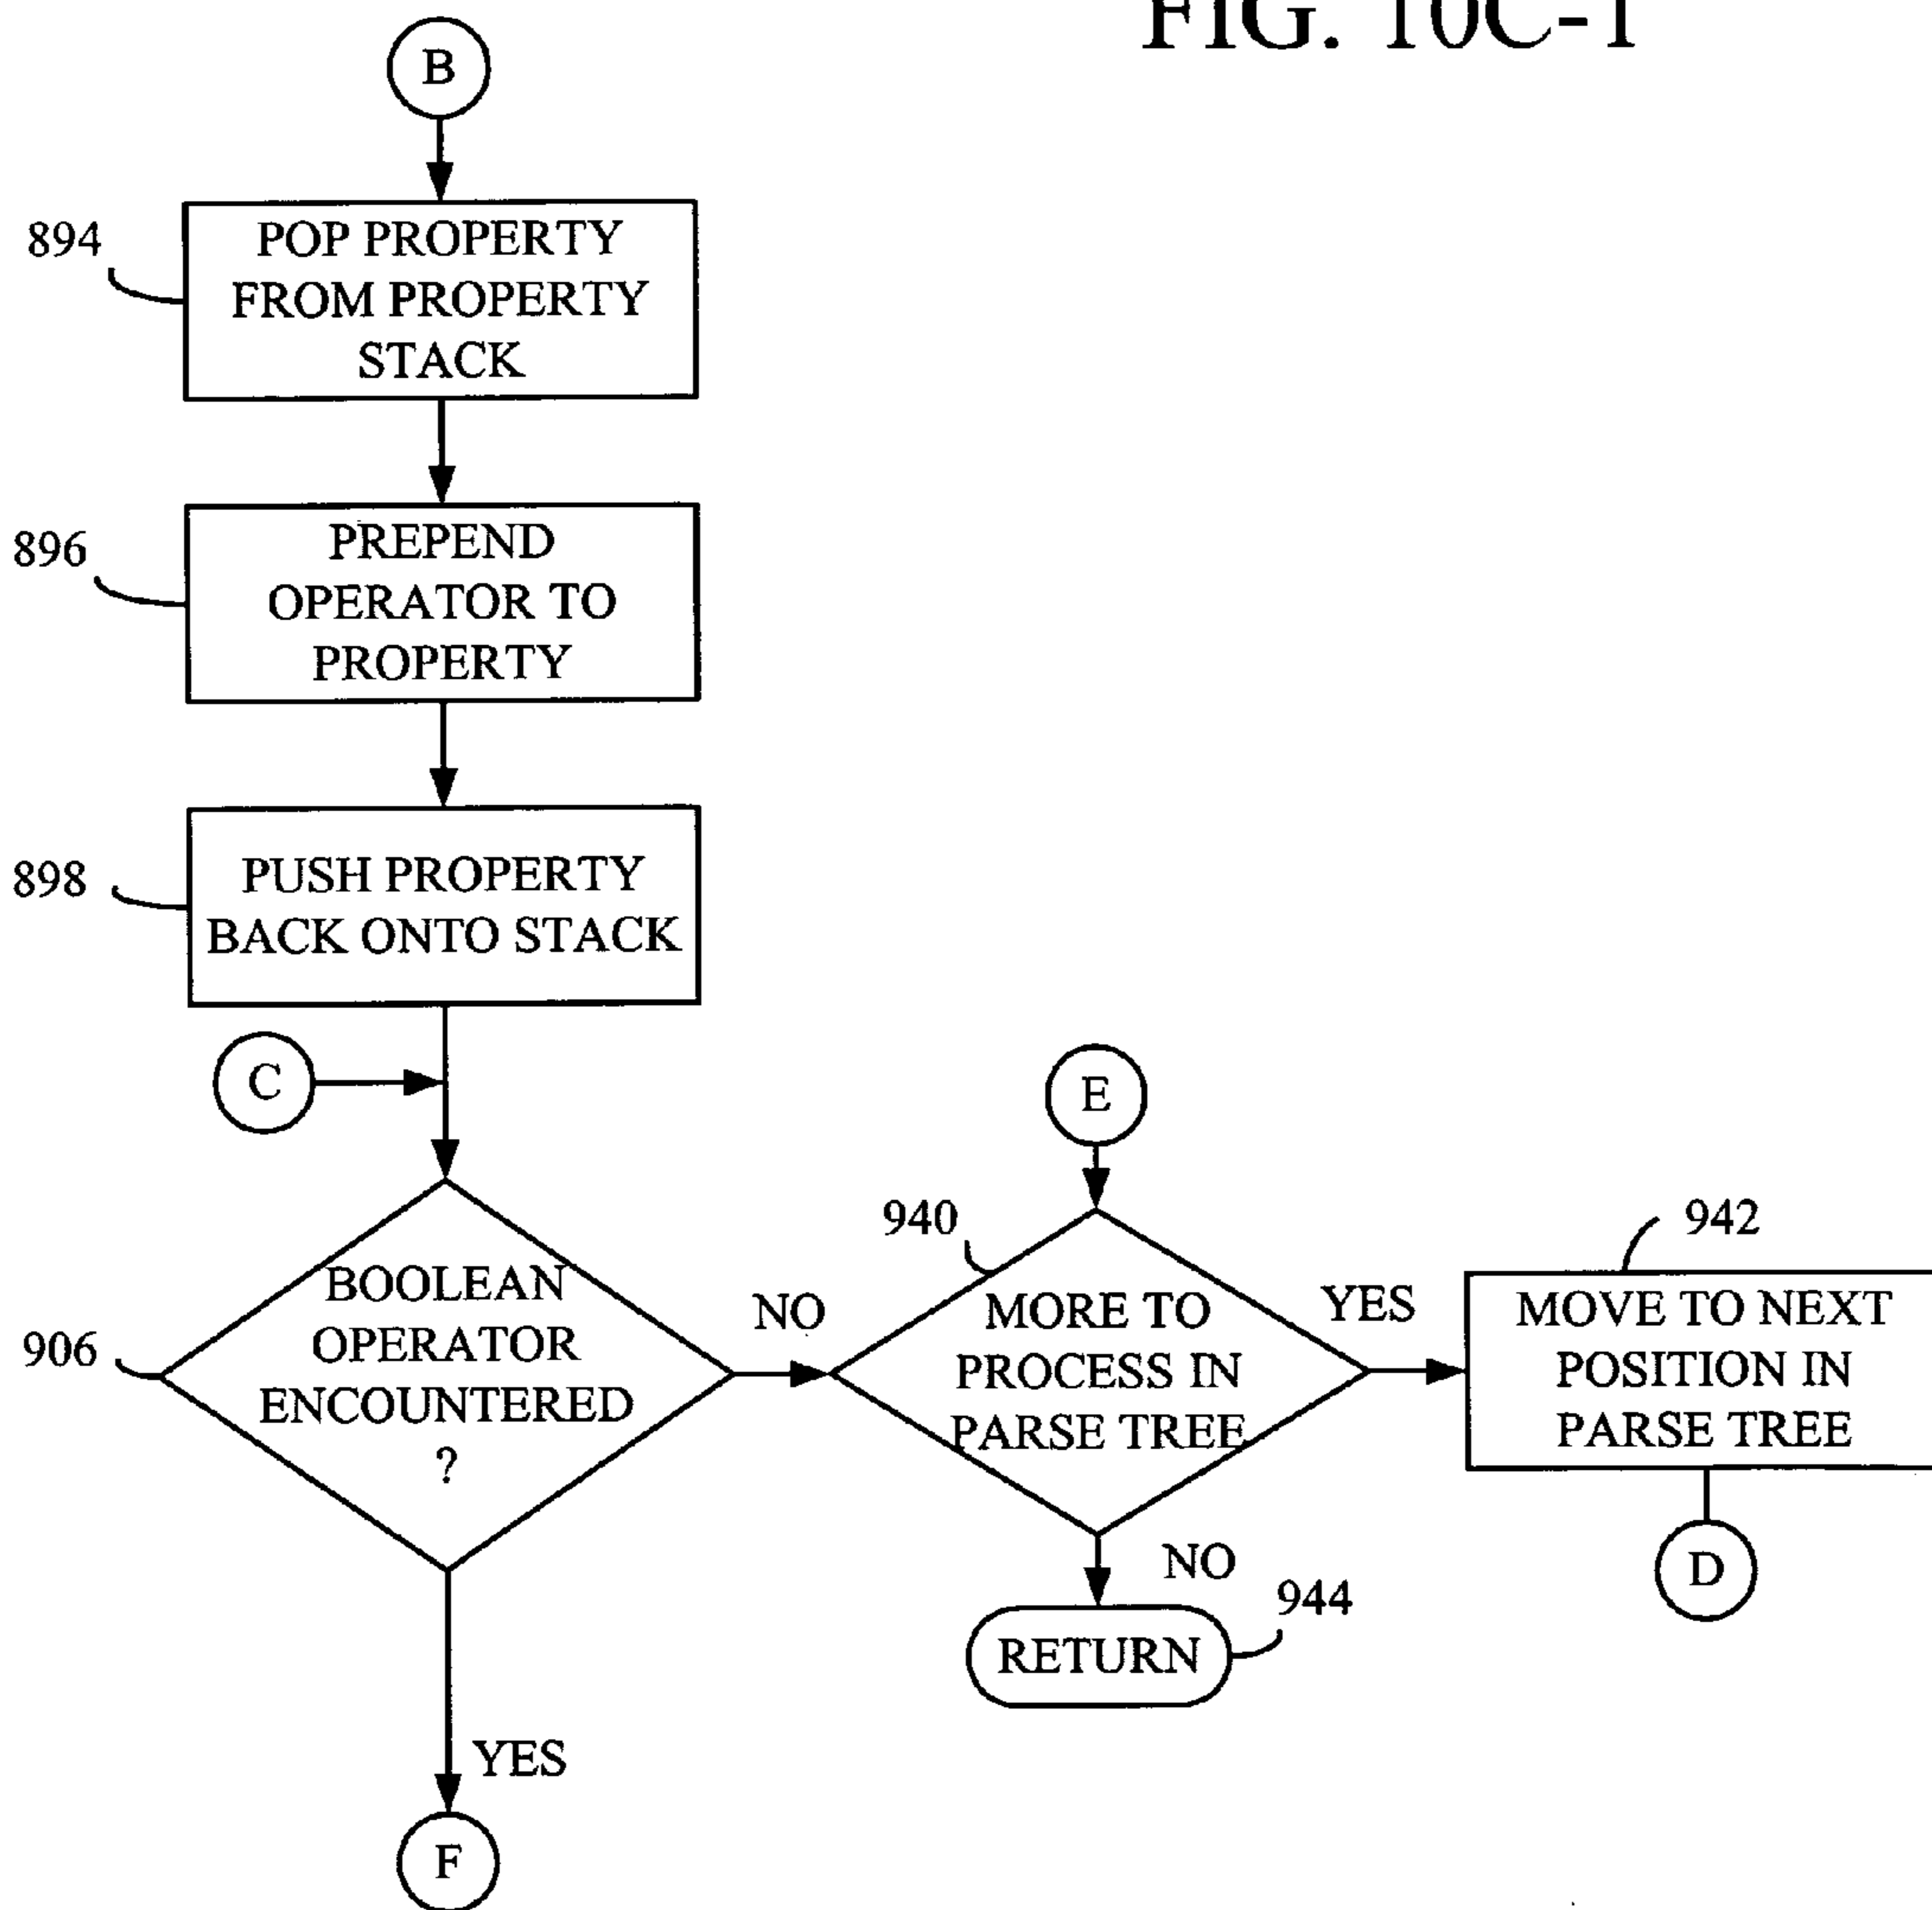 FIG. 10C-1
B
894
POP PROPERTY
FROM PROPERTY
STACK
896
PREPEND
OPERATOR TO
PROPERTY
898
PUSH PROPERTY
BACK ONTO STACK
C
E
906
BOOLEAN
OPERATOR
ENCOUNTERED
?
NO
940
MORE TO
PROCESS IN
PARSE TREE
YES
942
MOVE TO NEXT
POSITION IN
PARSE TREE
D
NO
944
RETURN
YES
F